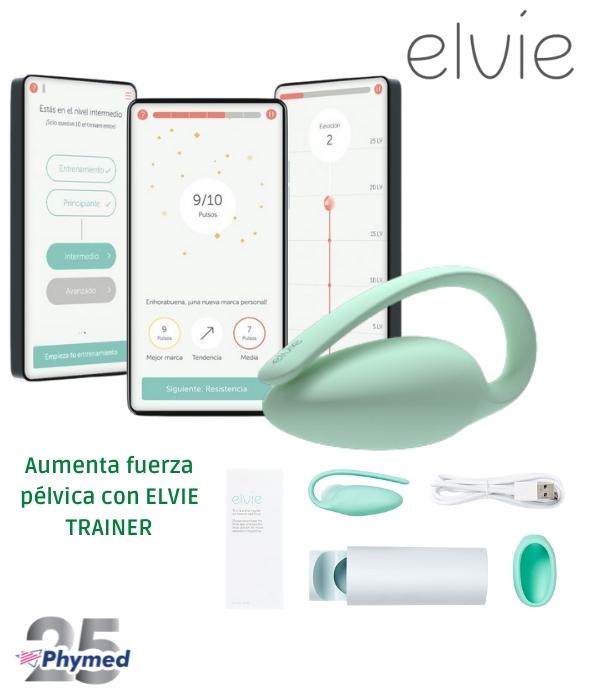 elvie
Estás en el nivel intermedio
Entrenamiento
Principiante
Intermedio
Avanzado
Empieza tu entrenamiento
?
9/10
Pulsos
Enhorabuena, ¡una nueva marca personal!
9
Pulsos
Mejor marca
Tendencia
7
Pulsos
Media
Siguiente: Resistencia
Elevación
2
25 LV
20 LV
15 LV
10 LV
5 LV
elvie
Aumenta fuerza
pélvica con ELVIE
TRAINER
elvie
25
Phymed